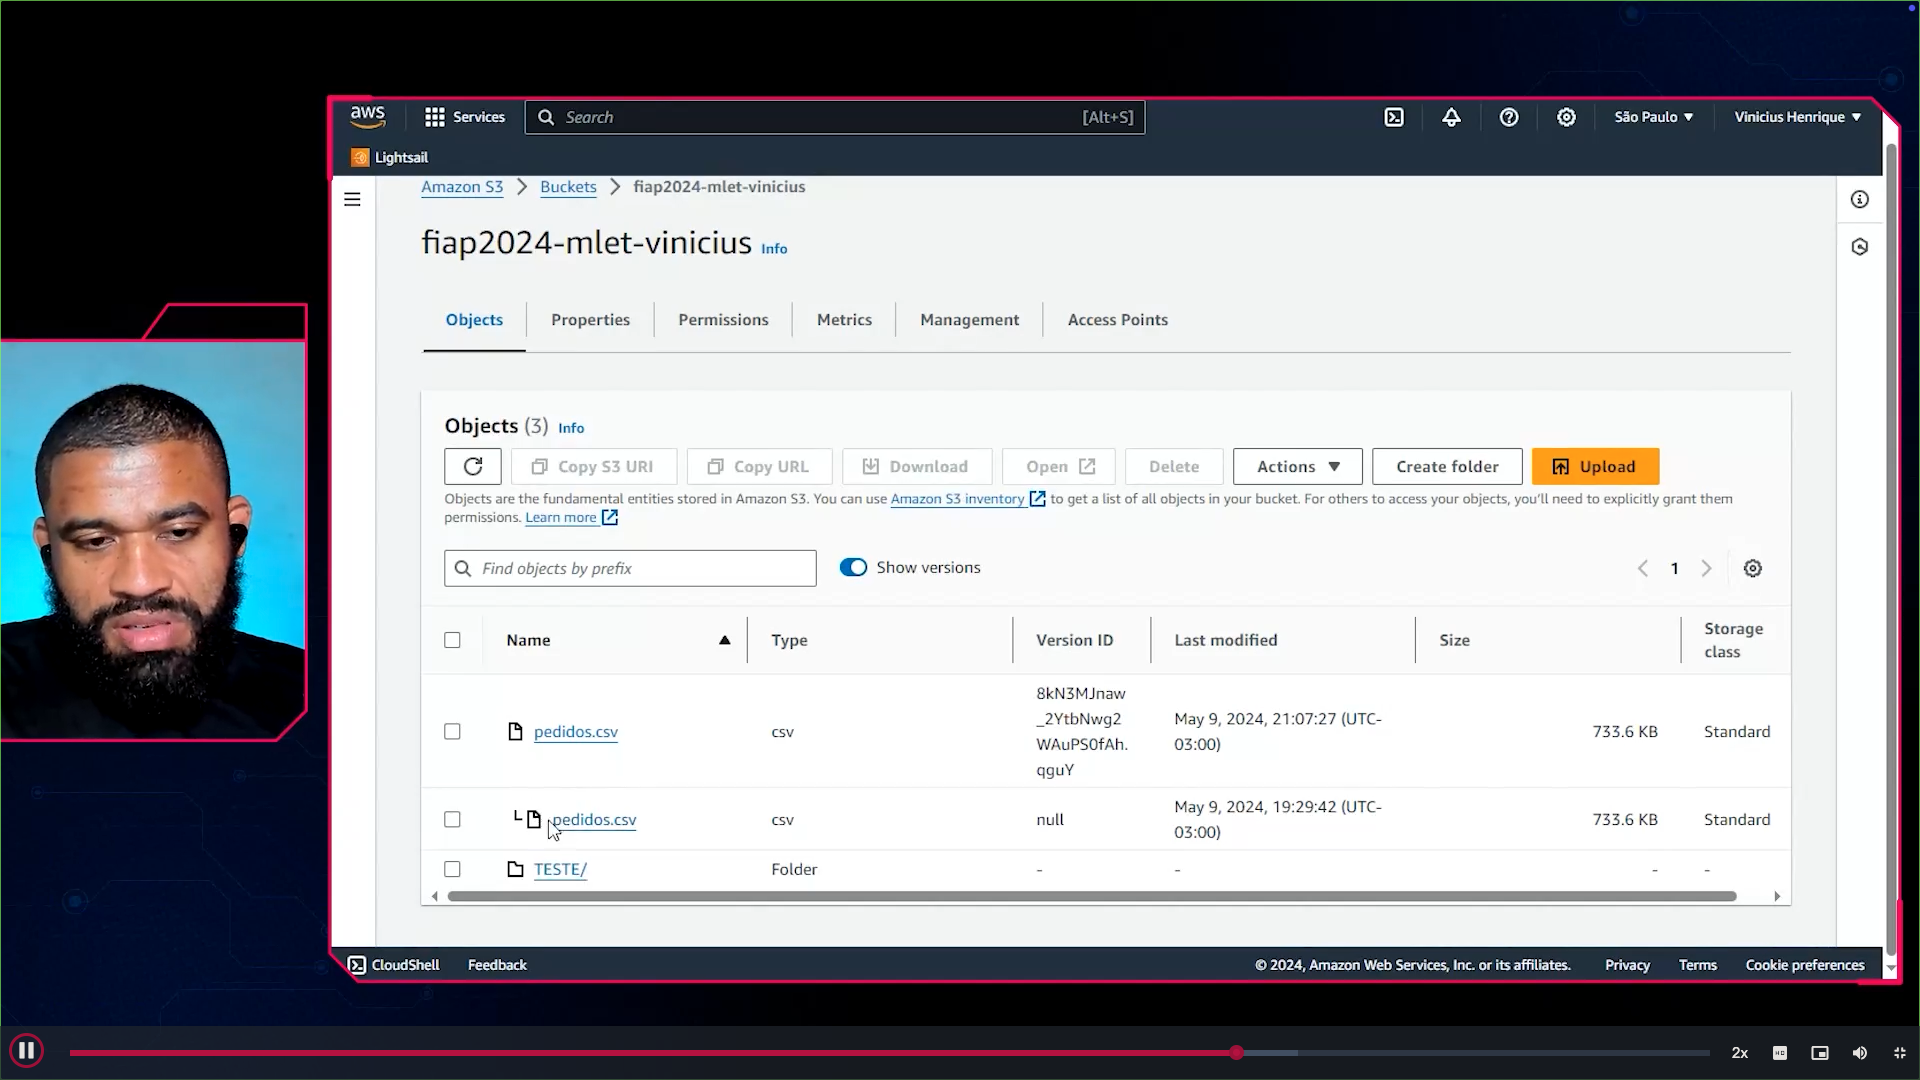 aws
Services
Search
[Alt+S]
São Paulo
Vinicius Henrique
Lightsail
Amazon S3
Buckets
fiap2024-mlet-vinicius
fiap2024-mlet-vinicius Info
Objects
Properties
Permissions
Metrics
Management
Access Points
Objects (3) Info
Copy S3 URI
Copy URL
Download
Open
Delete
Actions
Create folder
Upload
Objects are the fundamental entities stored in Amazon S3. You can use Amazon S3 inventory to get a list of all objects in your bucket. For others to access your objects, you'll need to explicitly grant them
permissions. Learn more
Find objects by prefix
Show versions
1
Name
Type
Version ID
Last modified
Size
Storage
class
pedidos.csv
csv
8kN3MJnaw
_2YtbNwg2
WAuPS0fAh.
qguY
May 9, 2024, 21:07:27 (UTC-
03:00)
733.6 KB
Standard
pedidos.csv
csv
null
May 9, 2024, 19:29:42 (UTC-
03:00)
733.6 KB
Standard
TESTE/
Folder
-
-
-
-
CloudShell
Feedback
© 2024, Amazon Web Services, Inc. or its affiliates.
Privacy
Terms
Cookie preferences
2x
HD